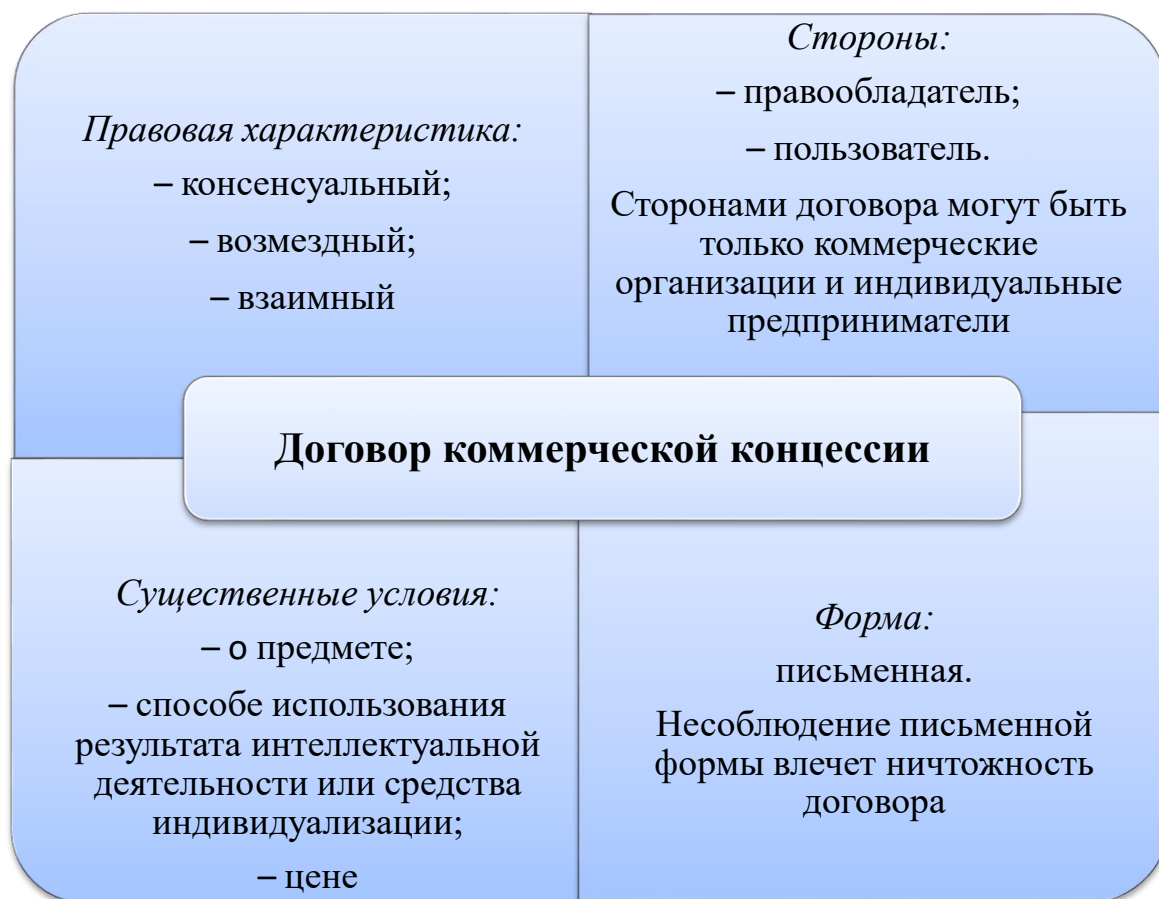 Правовая характеристика:
– консенсуальный;
– возмездный;
– взаимный
Стороны:
– правообладатель;
– пользователь.
Сторонами договора могут быть
только коммерческие
организации и индивидуальные
предприниматели
Договор коммерческой концессии
Существенные условия:
– о предмете;
– способе использования
результата интеллектуальной
деятельности или средства
индивидуализации;
– цене
Форма:
письменная.
Несоблюдение письменной
формы влечет ничтожность
договора